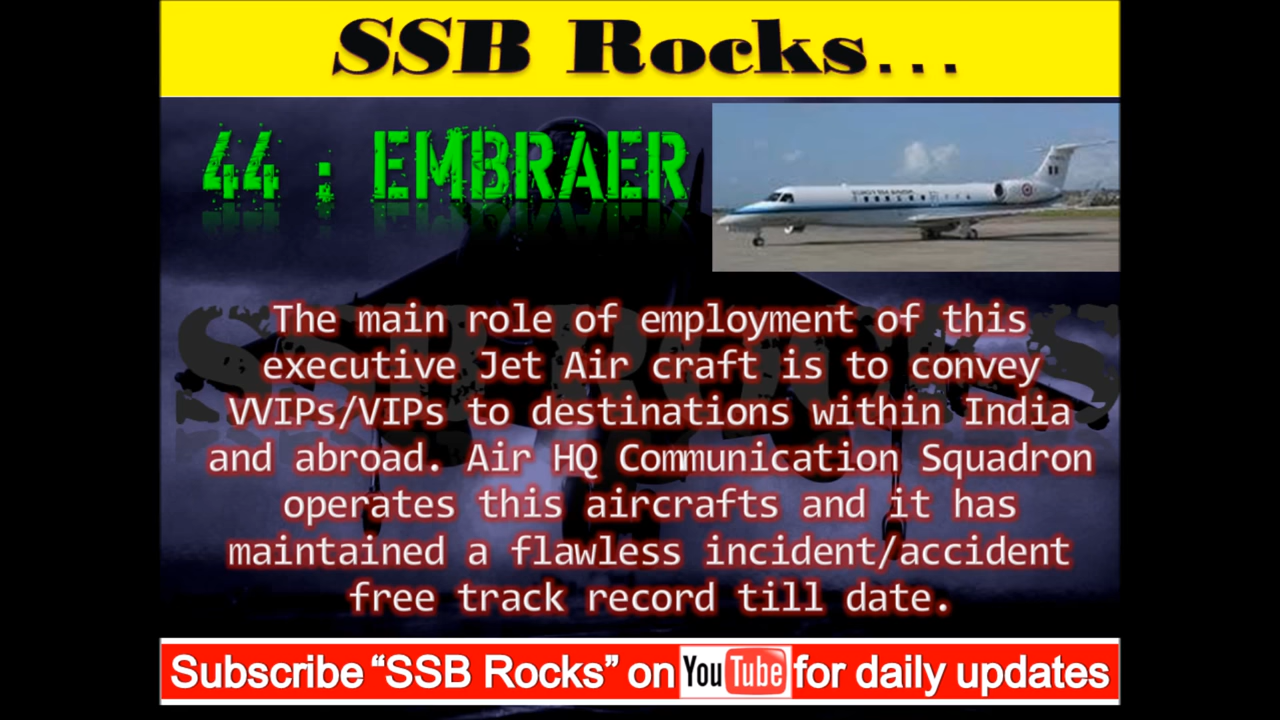 SSB Rocks...
44 : EMBRAER
The main role of employment of this
executive Jet Air craft is to convey
VVIPs/VIPs to destinations within India
and abroad. Air HQ Communication Squadron
operates this aircrafts and it has
maintained a flawless incident/accident
free track record till date.
Subscribe “SSB Rocks” on YouTube for daily updates